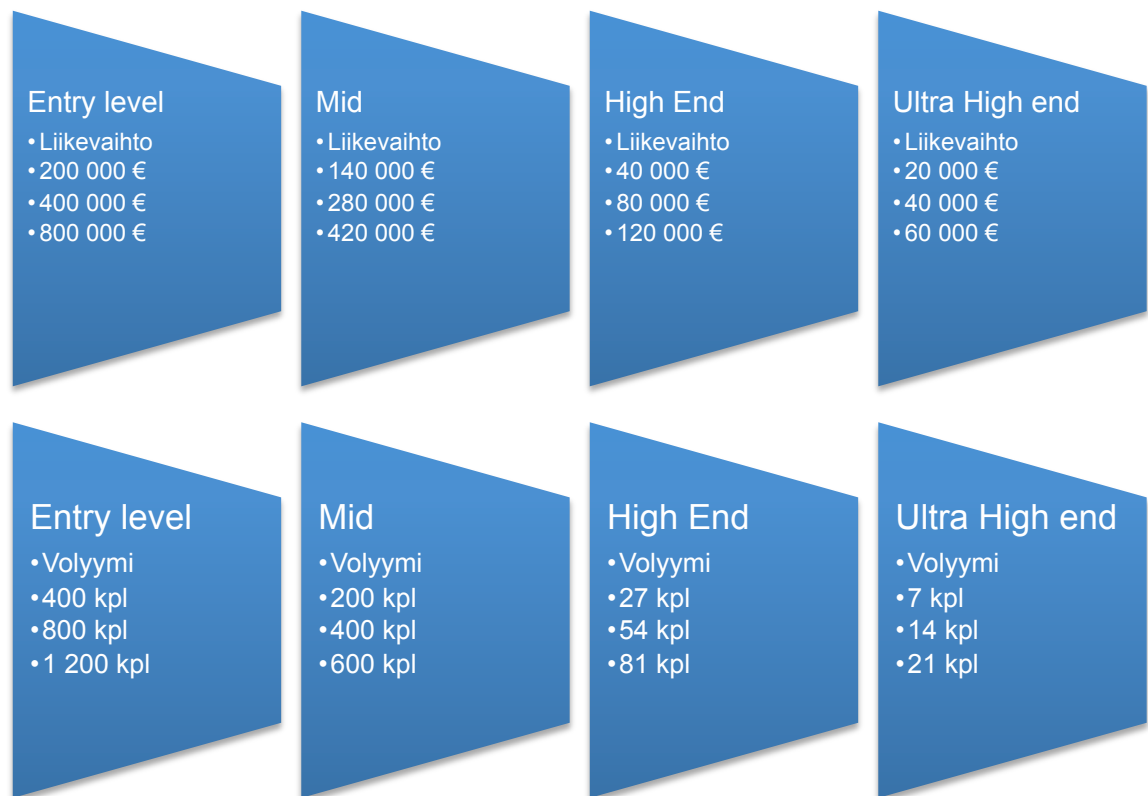 Entry level
•Liikevaihto
•200 000 €
•400 000 €
•800 000 €
Mid
•Liikevaihto
•140 000 €
•280 000 €
•420 000 €
High End
•Liikevaihto
•40 000 €
•80 000 €
•120 000 €
Ultra High end
•Liikevaihto
•20 000 €
•40 000 €
•60 000 €
Entry level
•Volyymi
•400 kpl
•800 kpl
•1 200 kpl
Mid
•Volyymi
•200 kpl
•400 kpl
•600 kpl
High End
•Volyymi
•27 kpl
•54 kpl
•81 kpl
Ultra High end
•Volyymi
•7 kpl
•14 kpl
•21 kpl